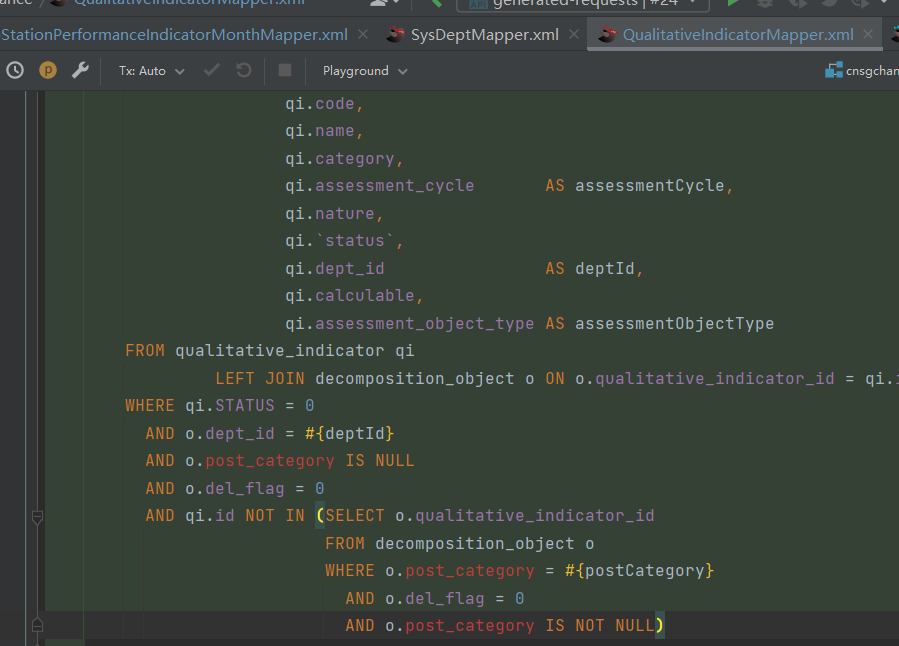 QualitativeIndicatorMapper.xml
generated-requests | #24
StationPerformanceIndicatorMonthMapper.xml
SysDeptMapper.xml
QualitativeIndicatorMapper.xml
p
Tx: Auto
Playground
qi.code,
qi.name,
qi.category,
qi.assessment_cycle AS assessmentCycle,
qi.nature,
qi.`status`,
qi.dept_id AS deptId,
qi.calculable,
qi.assessment_object_type AS assessmentObjectType
FROM qualitative_indicator qi
LEFT JOIN decomposition_object o ON o.qualitative_indicator_id = qi.
WHERE qi.STATUS = 0
AND o.dept_id = #{deptId}
AND o.post_category IS NULL
AND o.del_flag = 0
AND qi.id NOT IN (SELECT o.qualitative_indicator_id
FROM decomposition_object o
WHERE o.post_category = #{postCategory}
AND o.del_flag = 0
AND o.post_category IS NOT NULL)